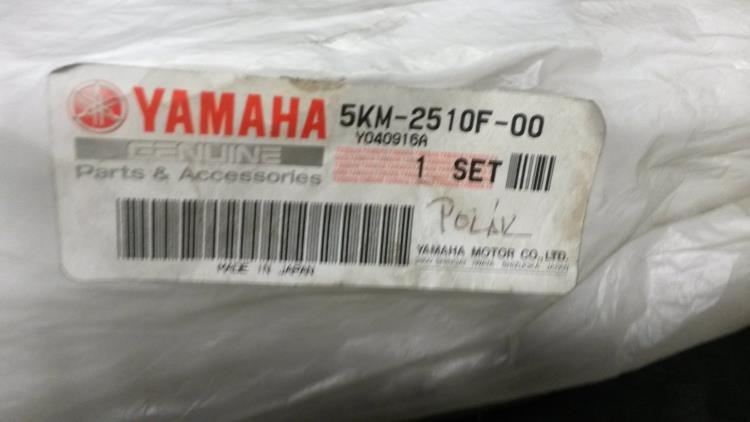 YAMAHA 5KM-2510F-00
GENUINE Y040916A
Parts & Accessories 1 SET
POLÁK
YAMAHA MOTOR CO., LTD.
MADE IN JAPAN